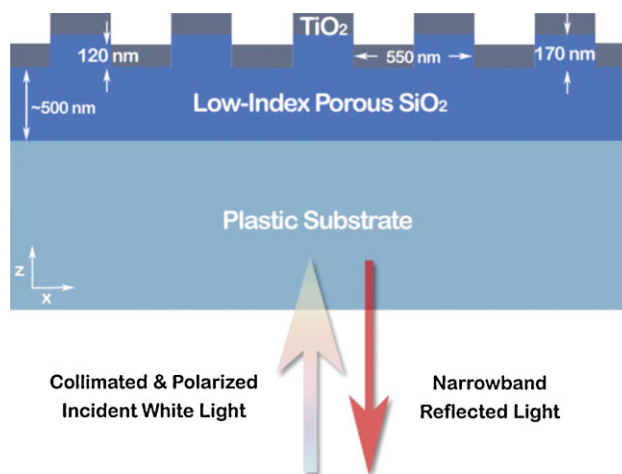 TiO₂
120 nm
550 nm
170 nm
~500 nm
Low-Index Porous SiO₂
Plastic Substrate
z
x
Collimated & Polarized
Incident White Light
Narrowband
Reflected Light